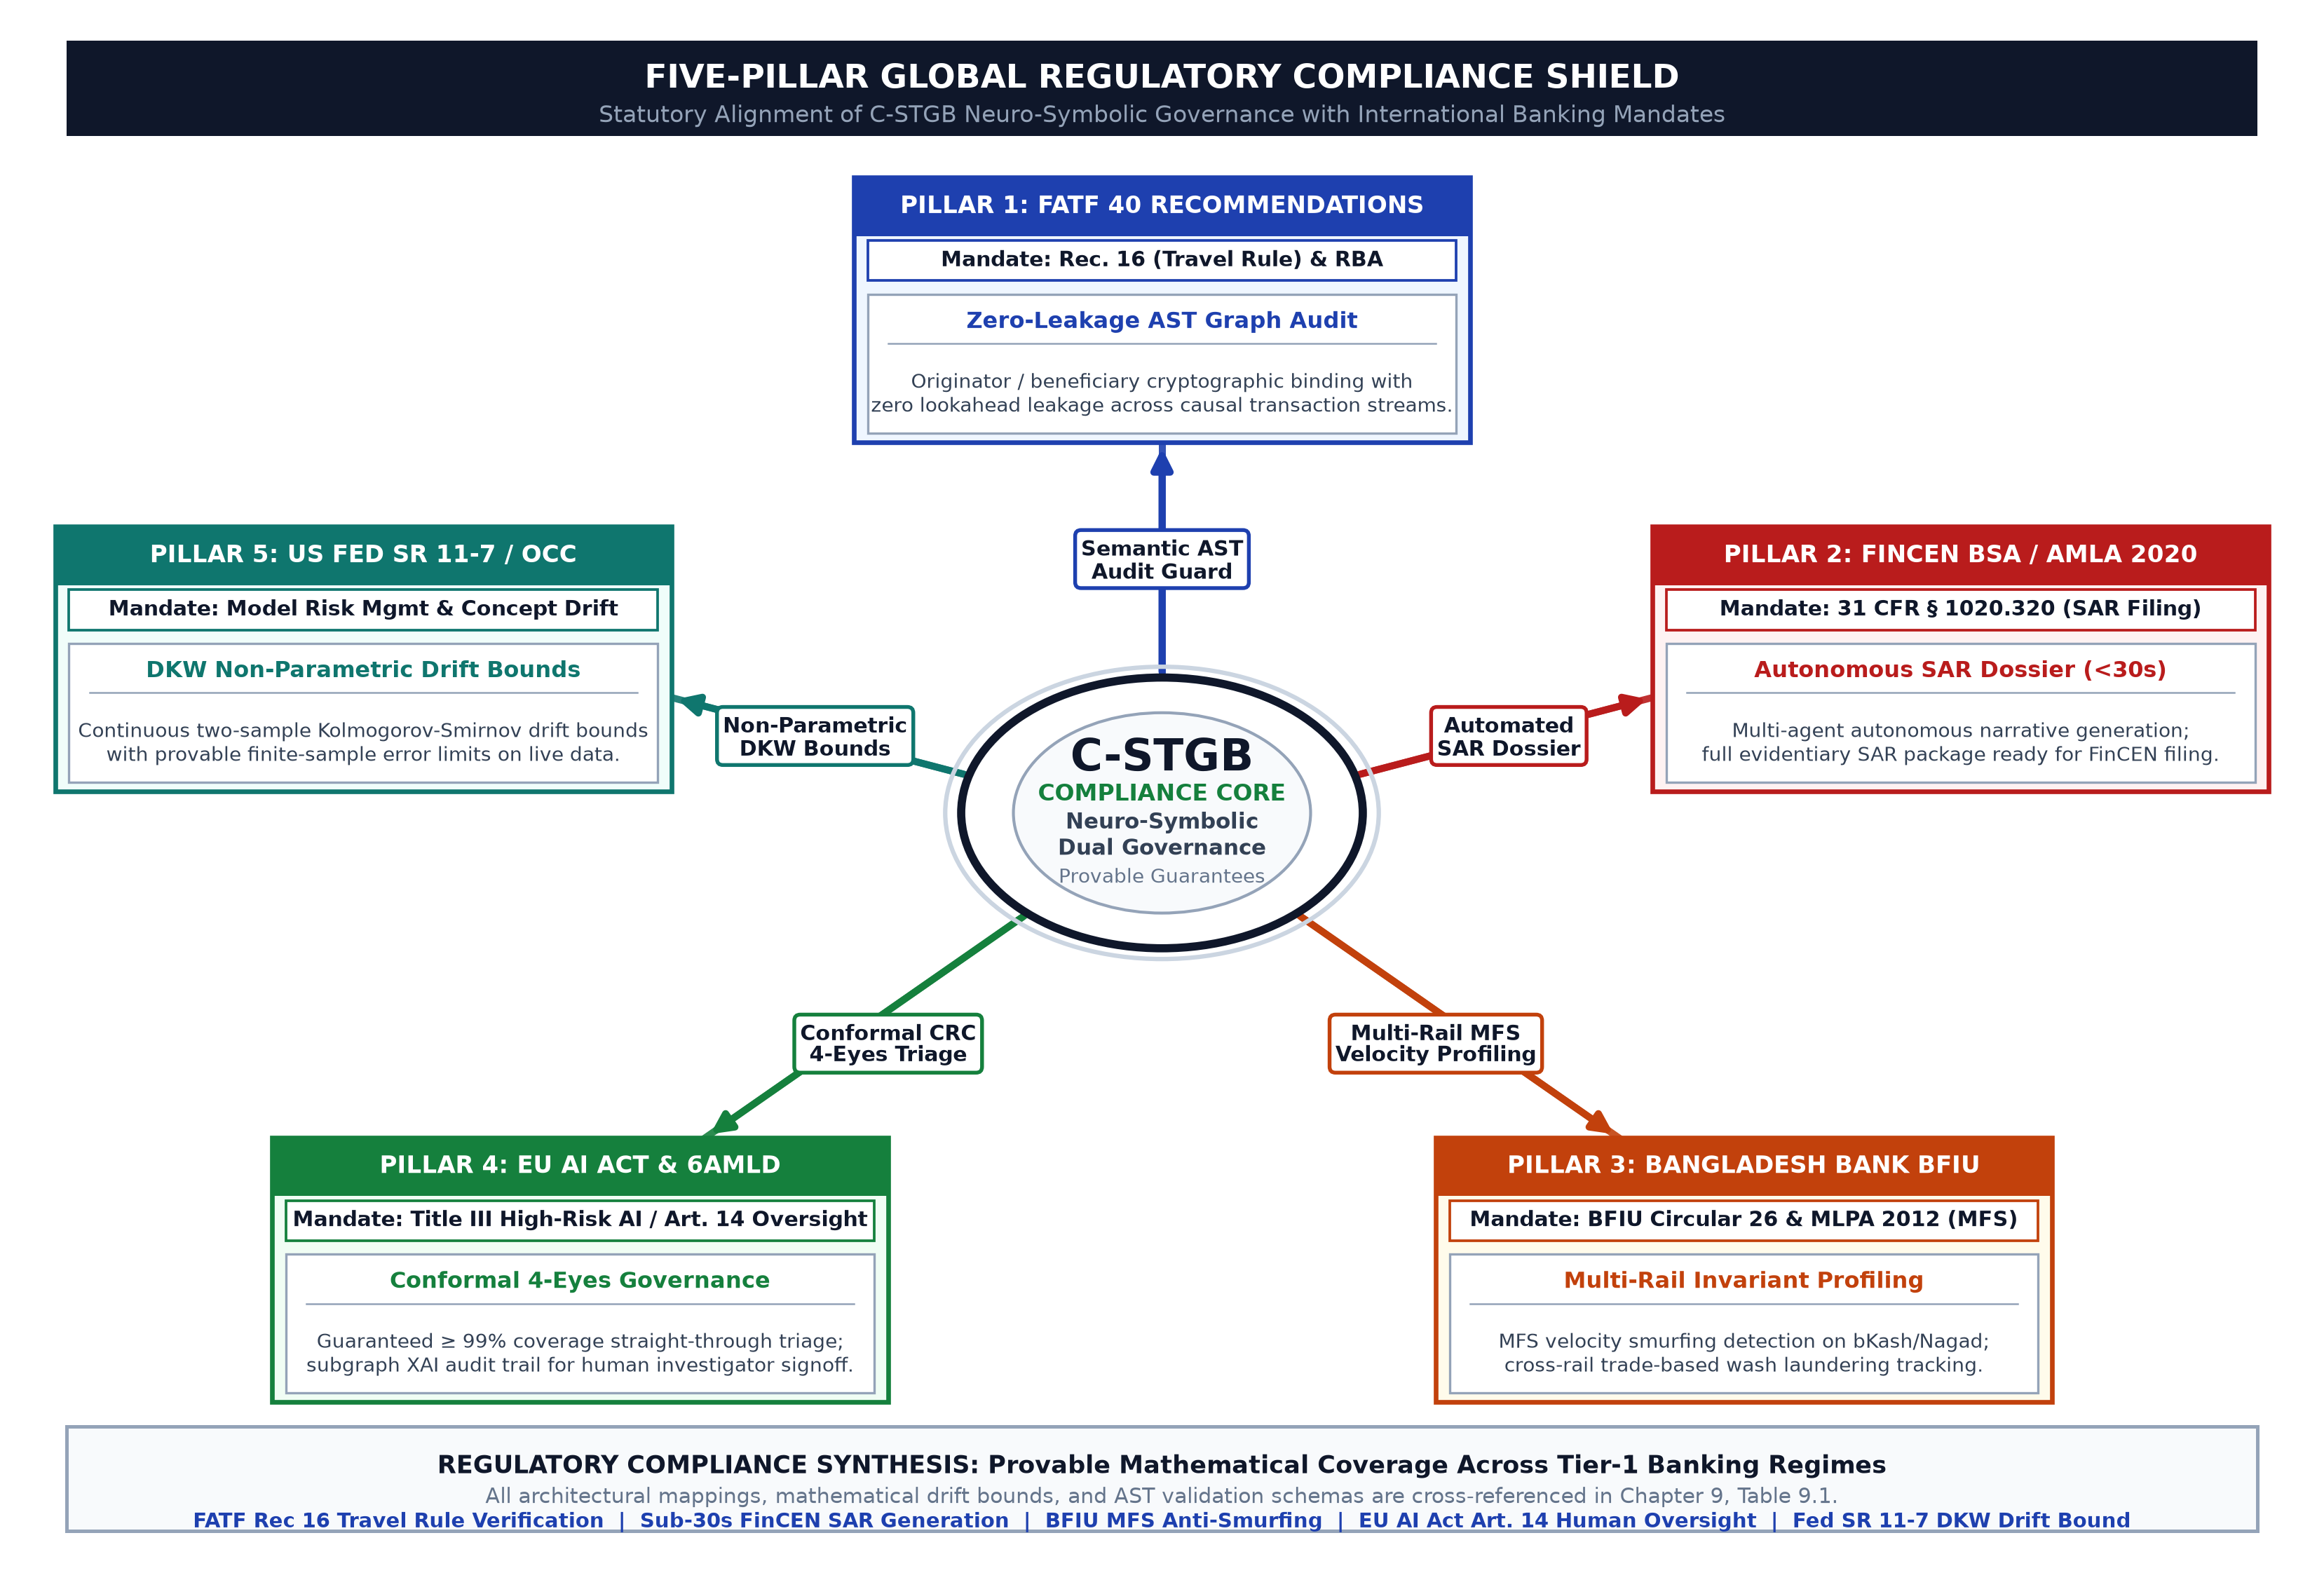 FIVE-PILLAR GLOBAL REGULATORY COMPLIANCE SHIELD
Statutory Alignment of C-STGB Neuro-Symbolic Governance with International Banking Mandates
PILLAR 1: FATF 40 RECOMMENDATIONS
Mandate: Rec. 16 (Travel Rule) & RBA
Zero-Leakage AST Graph Audit
Originator / beneficiary cryptographic binding with
zero lookahead leakage across causal transaction streams.
Semantic AST
Audit Guard
PILLAR 5: US FED SR 11-7 / OCC
Mandate: Model Risk Mgmt & Concept Drift
DKW Non-Parametric Drift Bounds
Continuous two-sample Kolmogorov-Smirnov drift bounds
with provable finite-sample error limits on live data.
Non-Parametric
DKW Bounds
PILLAR 2: FINCEN BSA / AMLA 2020
Mandate: 31 CFR § 1020.320 (SAR Filing)
Autonomous SAR Dossier (<30s)
Multi-agent autonomous narrative generation;
full evidentiary SAR package ready for FinCEN filing.
Automated
SAR Dossier
C-STGB
COMPLIANCE CORE
Neuro-Symbolic
Dual Governance
Provable Guarantees
Conformal CRC
4-Eyes Triage
Multi-Rail MFS
Velocity Profiling
PILLAR 4: EU AI ACT & 6AMLD
Mandate: Title III High-Risk AI / Art. 14 Oversight
Conformal 4-Eyes Governance
Guaranteed ≥ 99% coverage straight-through triage;
subgraph XAI audit trail for human investigator signoff.
PILLAR 3: BANGLADESH BANK BFIU
Mandate: BFIU Circular 26 & MLPA 2012 (MFS)
Multi-Rail Invariant Profiling
MFS velocity smurfing detection on bKash/Nagad;
cross-rail trade-based wash laundering tracking.
REGULATORY COMPLIANCE SYNTHESIS: Provable Mathematical Coverage Across Tier-1 Banking Regimes
All architectural mappings, mathematical drift bounds, and AST validation schemas are cross-referenced in Chapter 9, Table 9.1.
FATF Rec 16 Travel Rule Verification | Sub-30s FinCEN SAR Generation | BFIU MFS Anti-Smurfing | EU AI Act Art. 14 Human Oversight | Fed SR 11-7 DKW Drift Bound